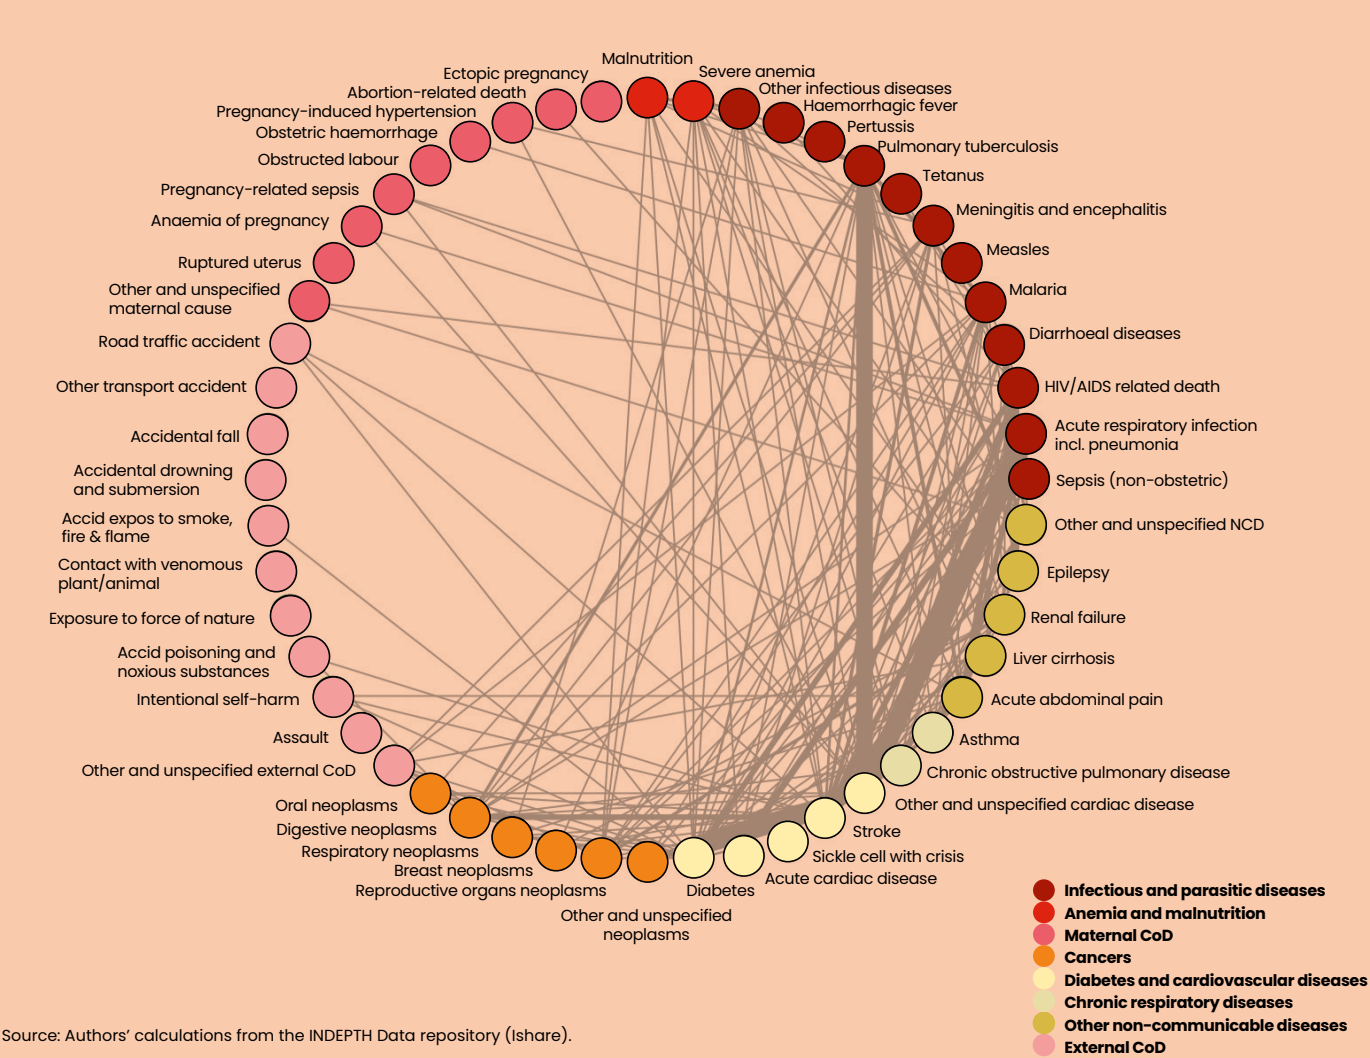 Malnutrition
Severe anemia
Other infectious diseases
Haemorrhagic fever
Pertussis
Pulmonary tuberculosis
Tetanus
Meningitis and encephalitis
Measles
Malaria
Diarrhoeal diseases
HIV/AIDS related death
Acute respiratory infection
incl. pneumonia
Sepsis (non-obstetric)
Other and unspecified NCD
Epilepsy
Renal failure
Liver cirrhosis
Acute abdominal pain
Asthma
Chronic obstructive pulmonary disease
Other and unspecified cardiac disease
Stroke
Sickle cell with crisis
Acute cardiac disease
Diabetes
Other and unspecified
neoplasms
Reproductive organs neoplasms
Breast neoplasms
Respiratory neoplasms
Digestive neoplasms
Oral neoplasms
Other and unspecified external CoD
Assault
Intentional self-harm
Accid poisoning and
noxious substances
Exposure to force of nature
Contact with venomous
plant/animal
Accid expos to smoke,
fire & flame
Accidental drowning
and submersion
Accidental fall
Other transport accident
Road traffic accident
Other and unspecified
maternal cause
Ruptured uterus
Anaemia of pregnancy
Pregnancy-related sepsis
Obstructed labour
Obstetric haemorrhage
Pregnancy-induced hypertension
Abortion-related death
Ectopic pregnancy
Infectious and parasitic diseases
Anemia and malnutrition
Maternal CoD
Cancers
Diabetes and cardiovascular diseases
Chronic respiratory diseases
Other non-communicable diseases
External CoD
Source: Authors’ calculations from the INDEPTH Data repository (Ishare).